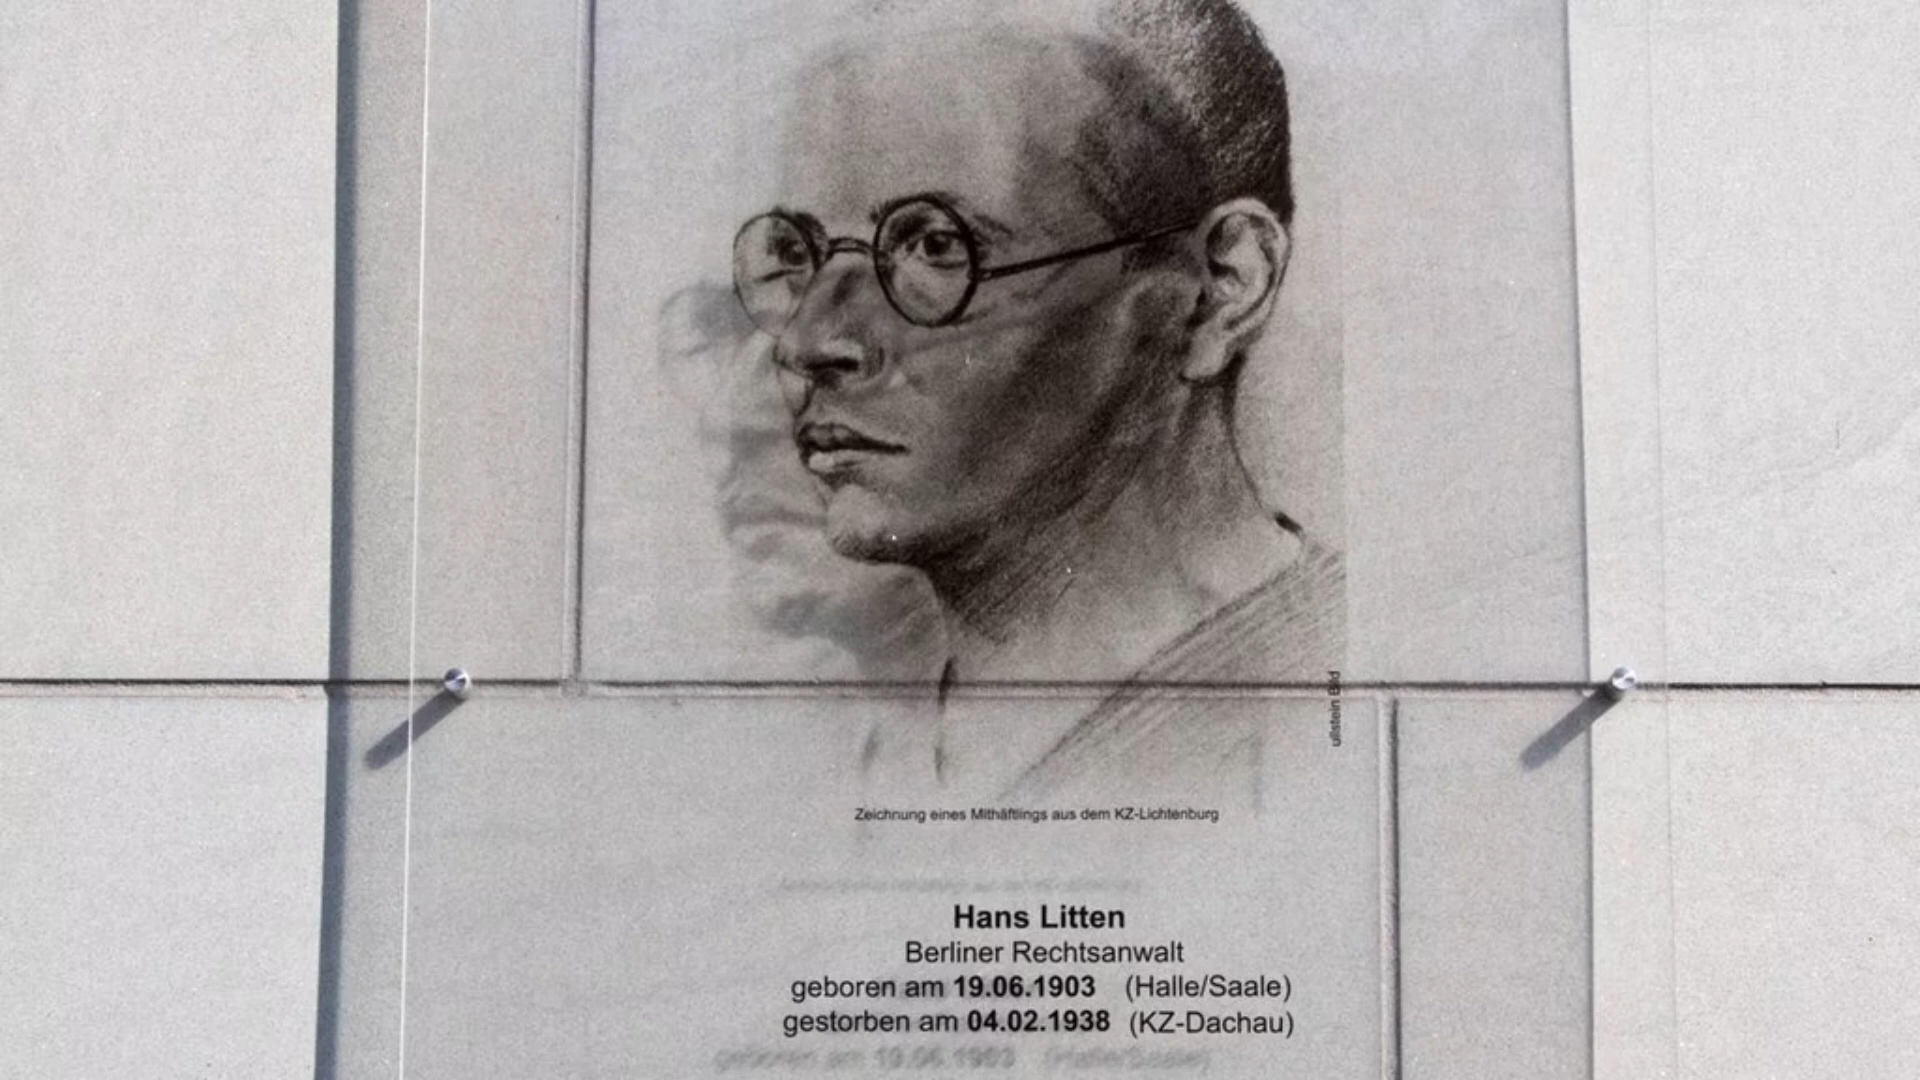 ullstein Bild
Zeichnung eines Mithäftlings aus dem KZ-Lichtenburg
Hans Litten
Berliner Rechtsanwalt
geboren am 19.06.1903 (Halle/Saale)
gestorben am 04.02.1938 (KZ-Dachau)